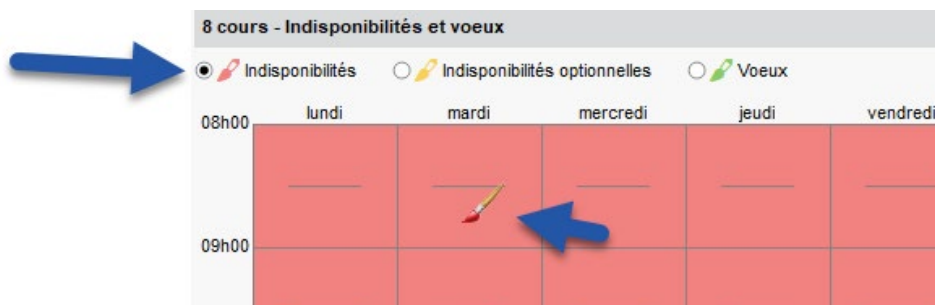 8 cours - Indisponibilités et voeux
Indisponibilités Indisponibilités optionnelles Voeux
lundi mardi mercredi jeudi vendredi
08h00
09h00